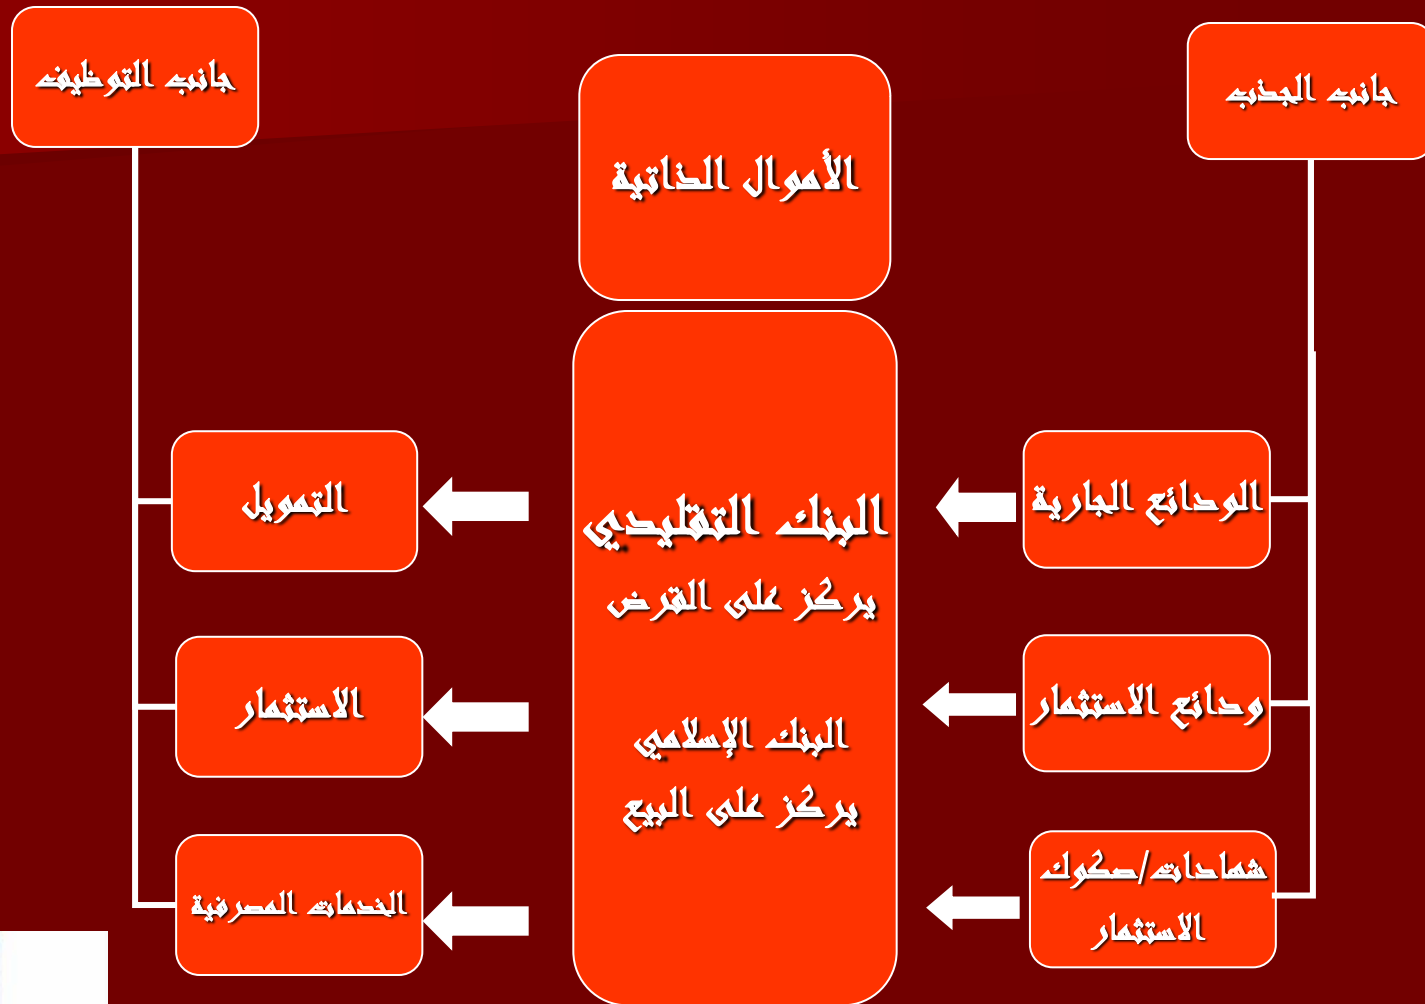 جانب الجذب
الودائع الجارية
ودائع الاستثمار
شهادات/صكوك
الاستثمار
الأموال الذاتية
البنك التقليدي
يركز على القرض
البنك الإسلامي
يركز على البيع
جانب التوظيف
التمويل
الاستثمار
الخدمات المصرفية